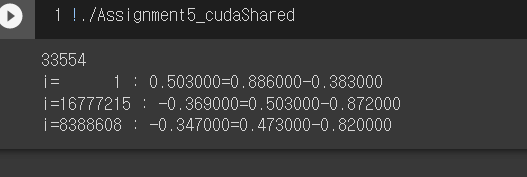 1 !./Assignment5_cudaShared
33554
i=       1 : 0.503000=0.886000-0.383000
i=16777215 : -0.369000=0.503000-0.872000
i=8388608 : -0.347000=0.473000-0.820000